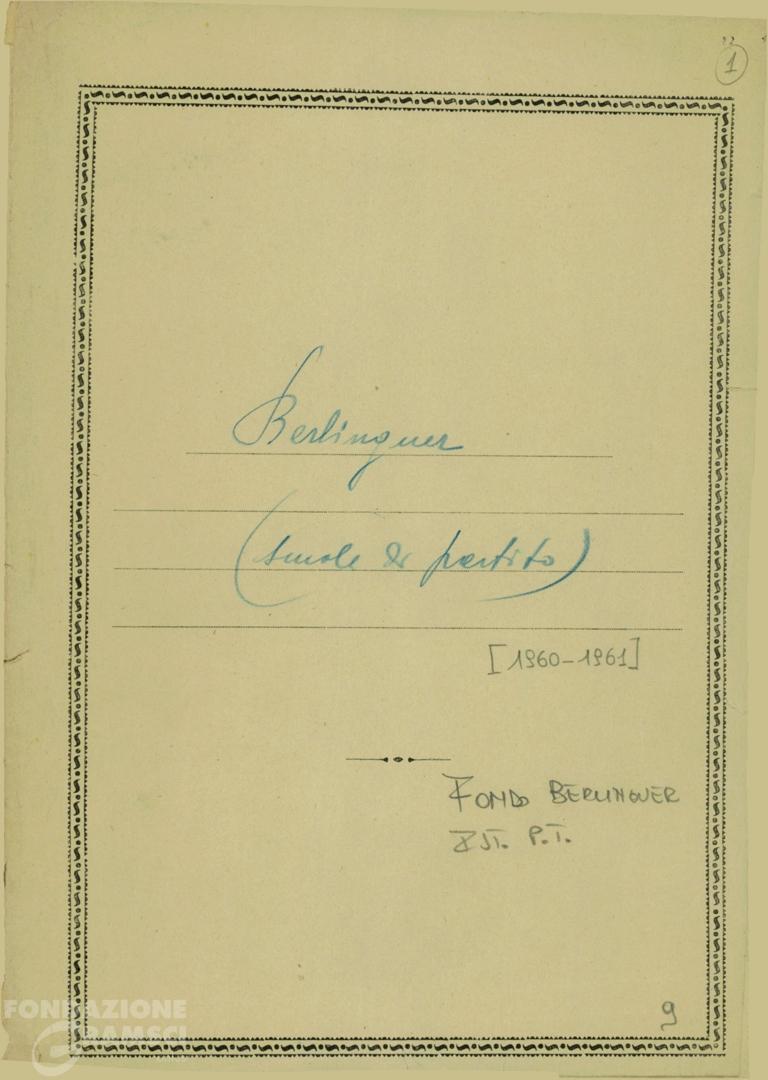 1
Berlinguer
(scuole di partito)
[1960-1961]
FONDO BERLINGUER
IST. P.T.
9
FONDAZIONE
GRAMSCI